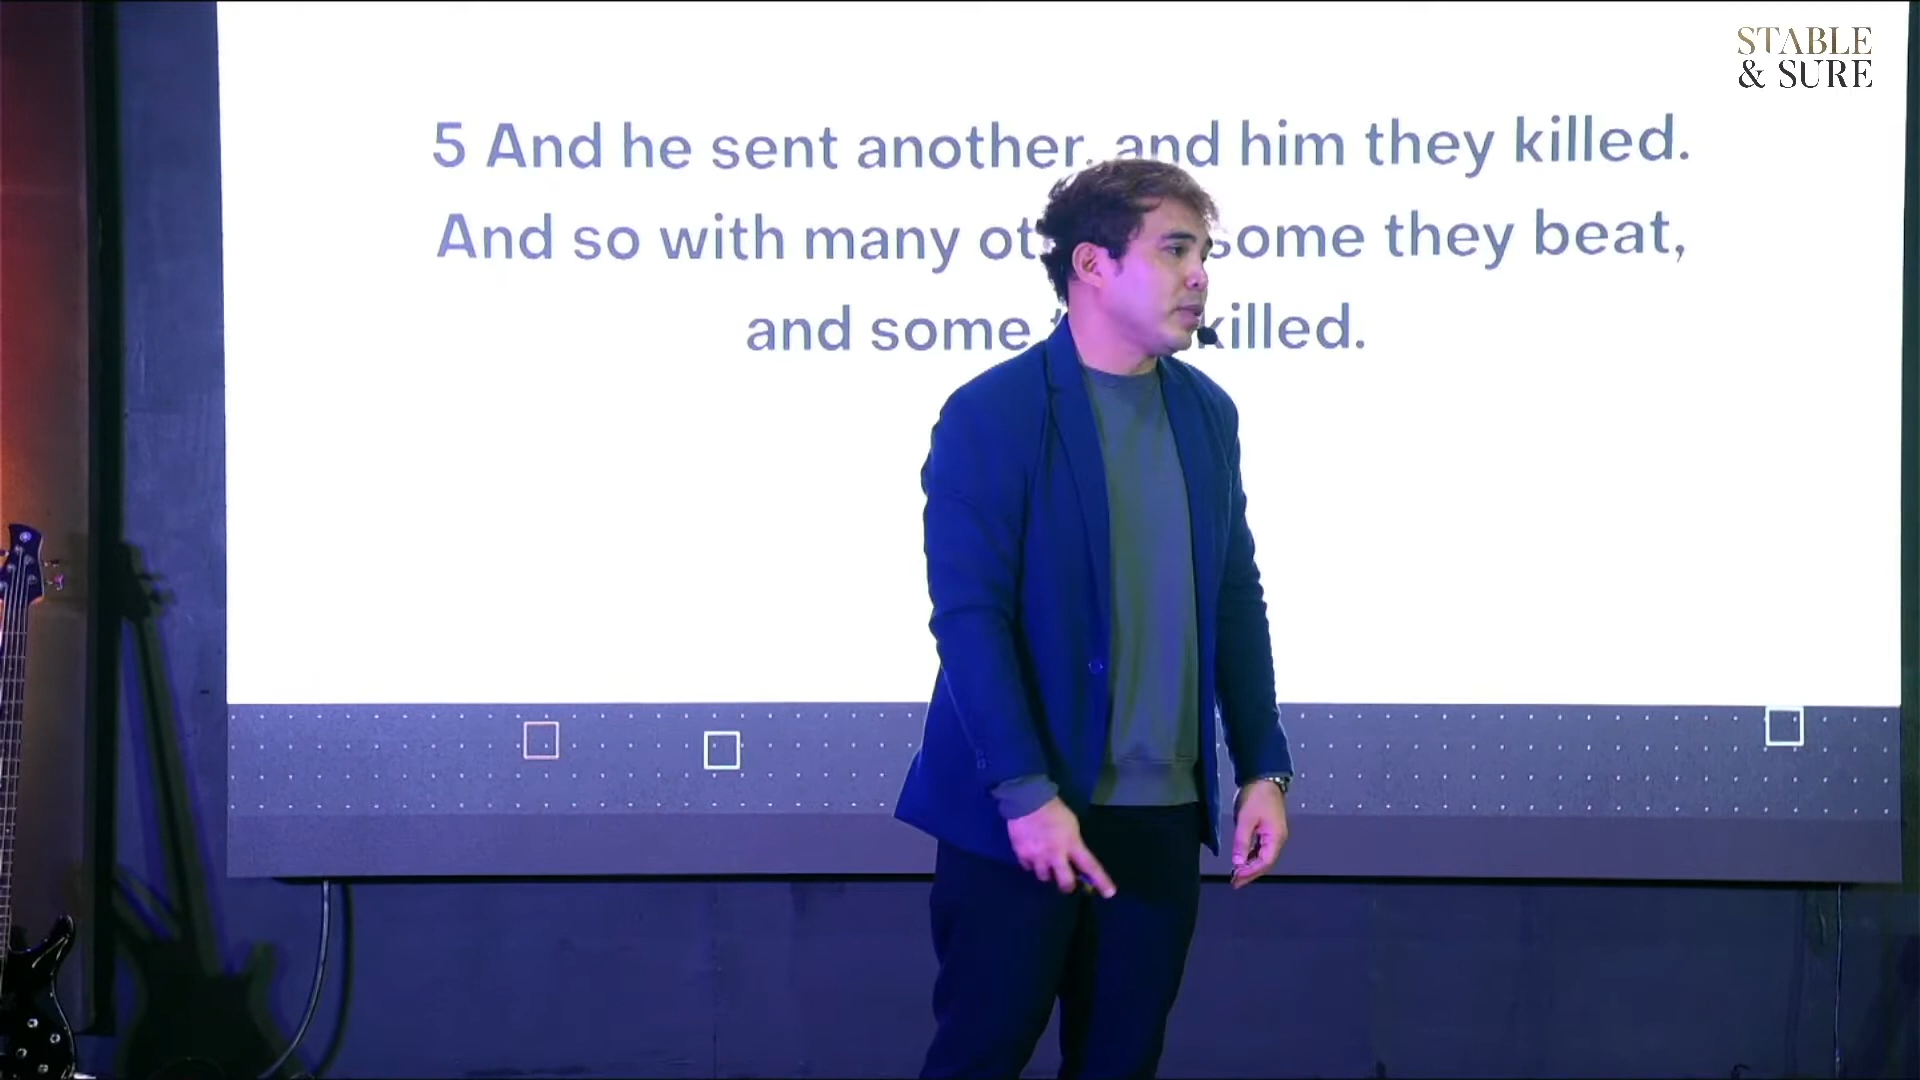 STABLE
& SURE
5 And he sent another, and him they killed.
And so with many some they beat,
and some killed.